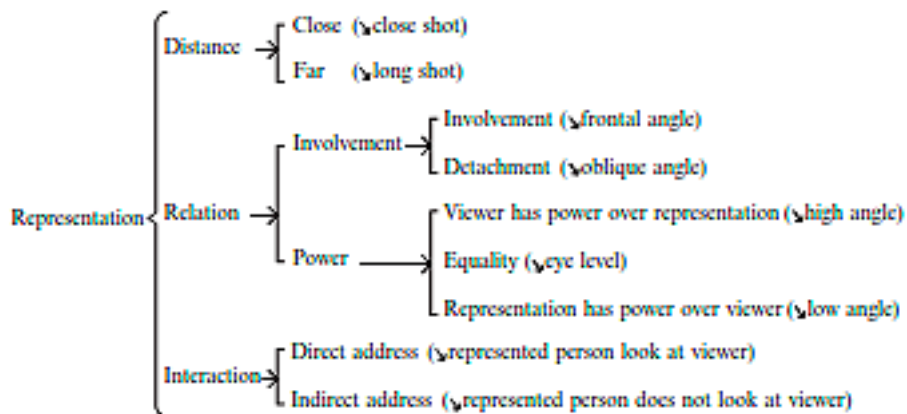 Close (↘close shot)
Distance
Far (↘long shot)
Involvement (↘frontal angle)
Involvement
Detachment (↘oblique angle)
Representation
Relation
Viewer has power over representation (↘high angle)
Power
Equality (↘eye level)
Representation has power over viewer (↘low angle)
Direct address (↘represented person look at viewer)
Interaction
Indirect address (↘represented person does not look at viewer)